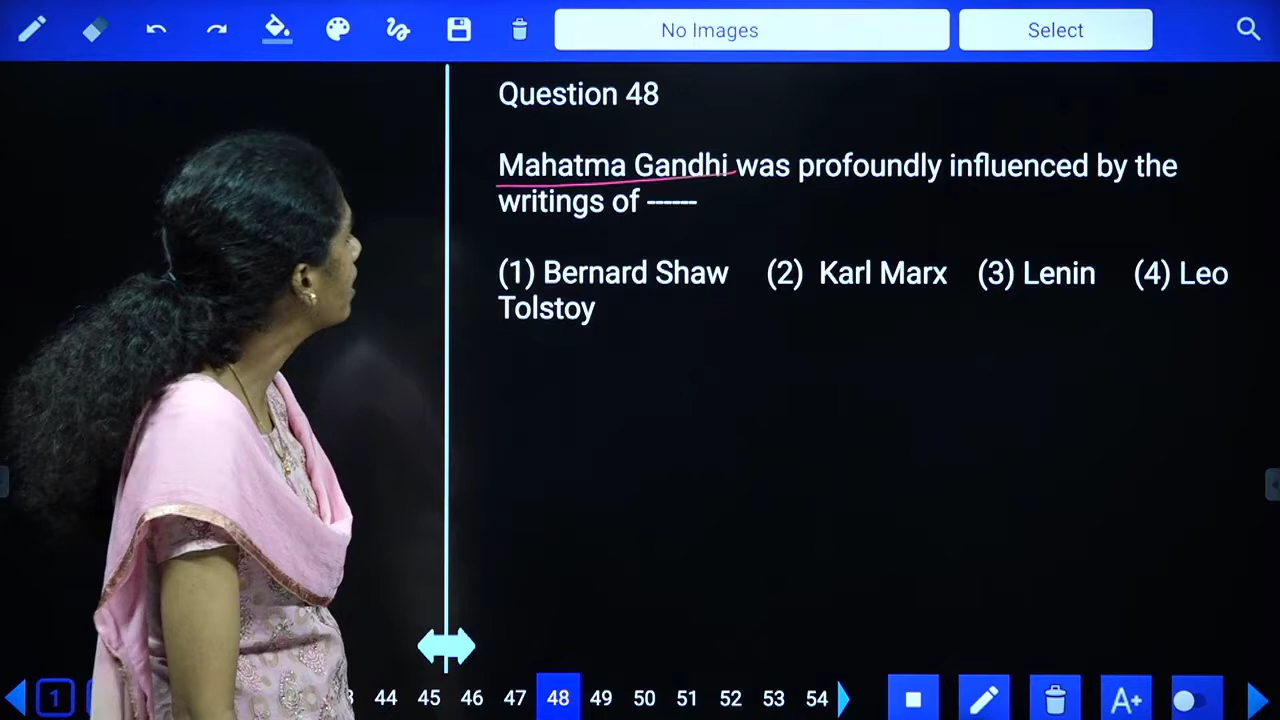 No Images
Select
Question 48
Mahatma Gandhi was profoundly influenced by the
writings of ------
(1) Bernard Shaw (2) Karl Marx (3) Lenin (4) Leo
Tolstoy
1 44 45 46 47 48 49 50 51 52 53 54
A+